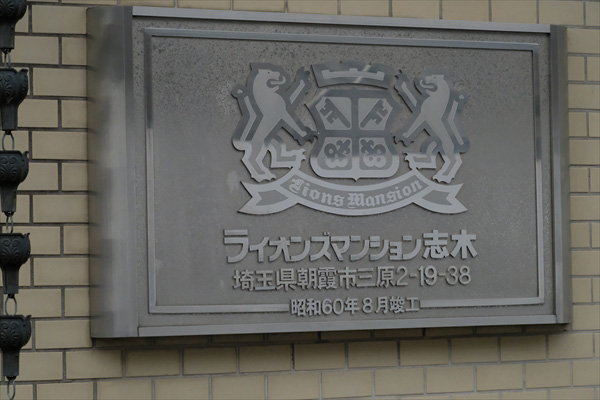 Lions Mansion
ライオンズマンション志木
埼玉県朝霞市三原2-19-38
昭和60年8月竣工